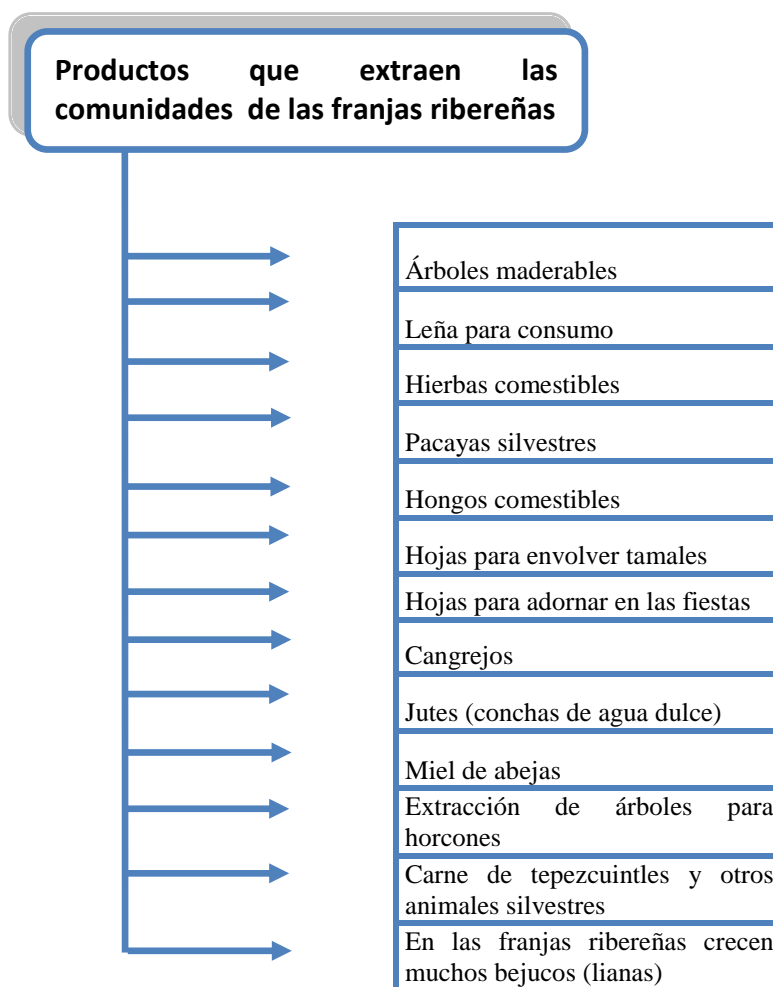 Productos que extraen las
comunidades de las franjas ribereñas
Árboles maderables
Leña para consumo
Hierbas comestibles
Pacayas silvestres
Hongos comestibles
Hojas para envolver tamales
Hojas para adornar en las fiestas
Cangrejos
Jutes (conchas de agua dulce)
Miel de abejas
Extracción de árboles para
horcones
Carne de tepezcuintles y otros
animales silvestres
En las franjas ribereñas crecen
muchos bejucos (lianas)